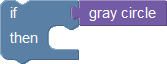 if gray circle
then